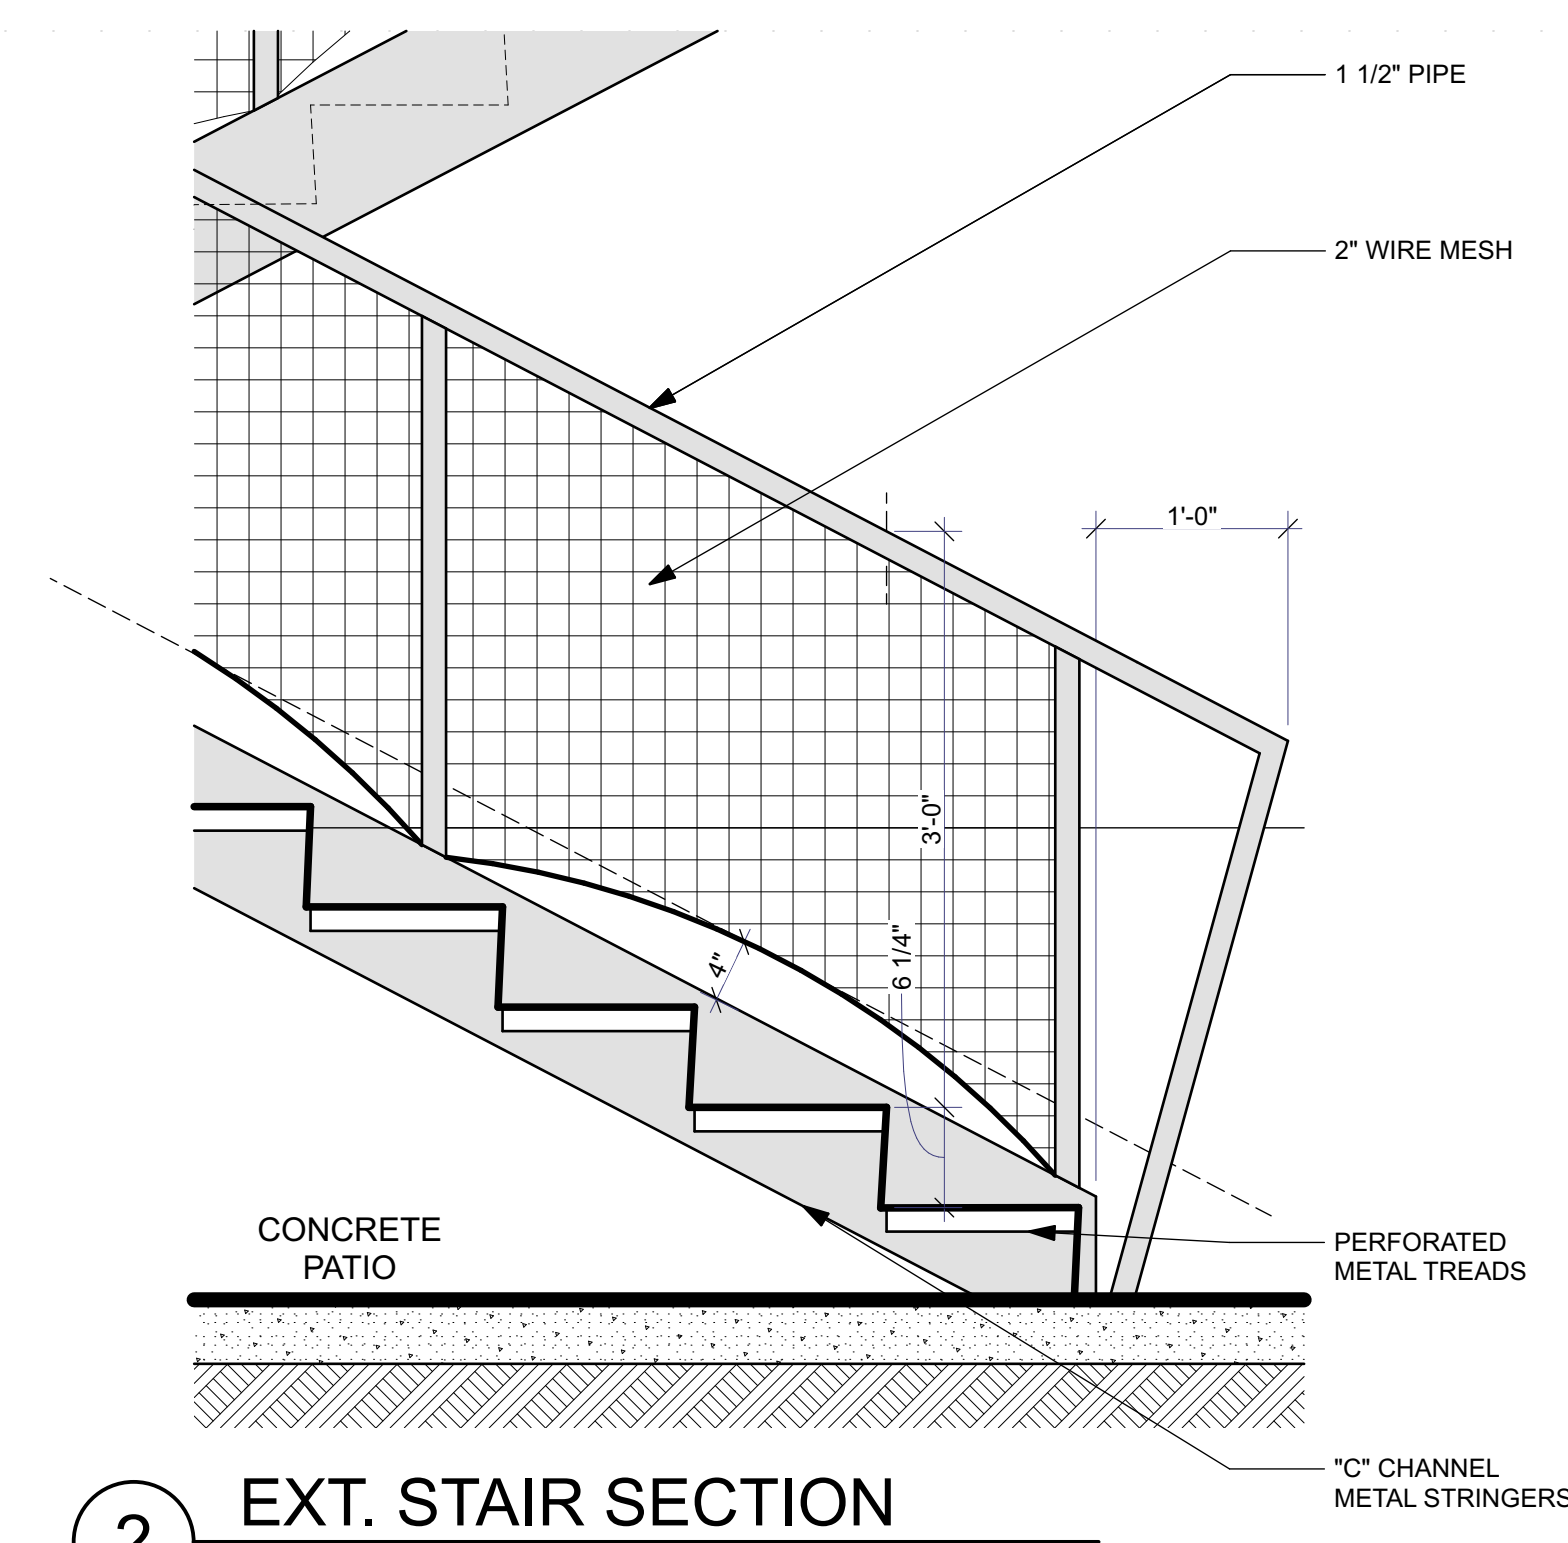 1 1/2" PIPE
2" WIRE MESH
1'-0"
3'-0"
6 1/4"
4"
CONCRETE
PATIO
PERFORATED
METAL TREADS
"C" CHANNEL
METAL STRINGERS
2
EXT. STAIR SECTION